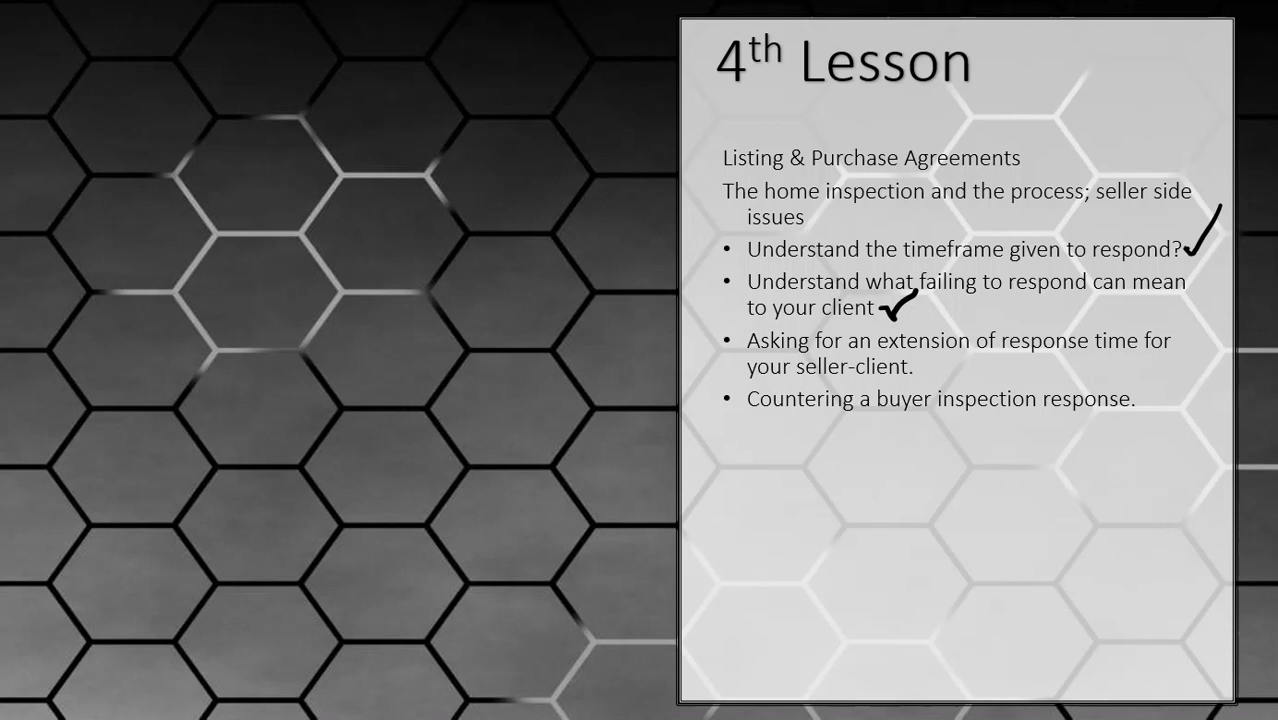 4th Lesson
Listing & Purchase Agreements
The home inspection and the process; seller side
issues
• Understand the timeframe given to respond?
• Understand what failing to respond can mean
to your client
• Asking for an extension of response time for
your seller-client.
• Countering a buyer inspection response.